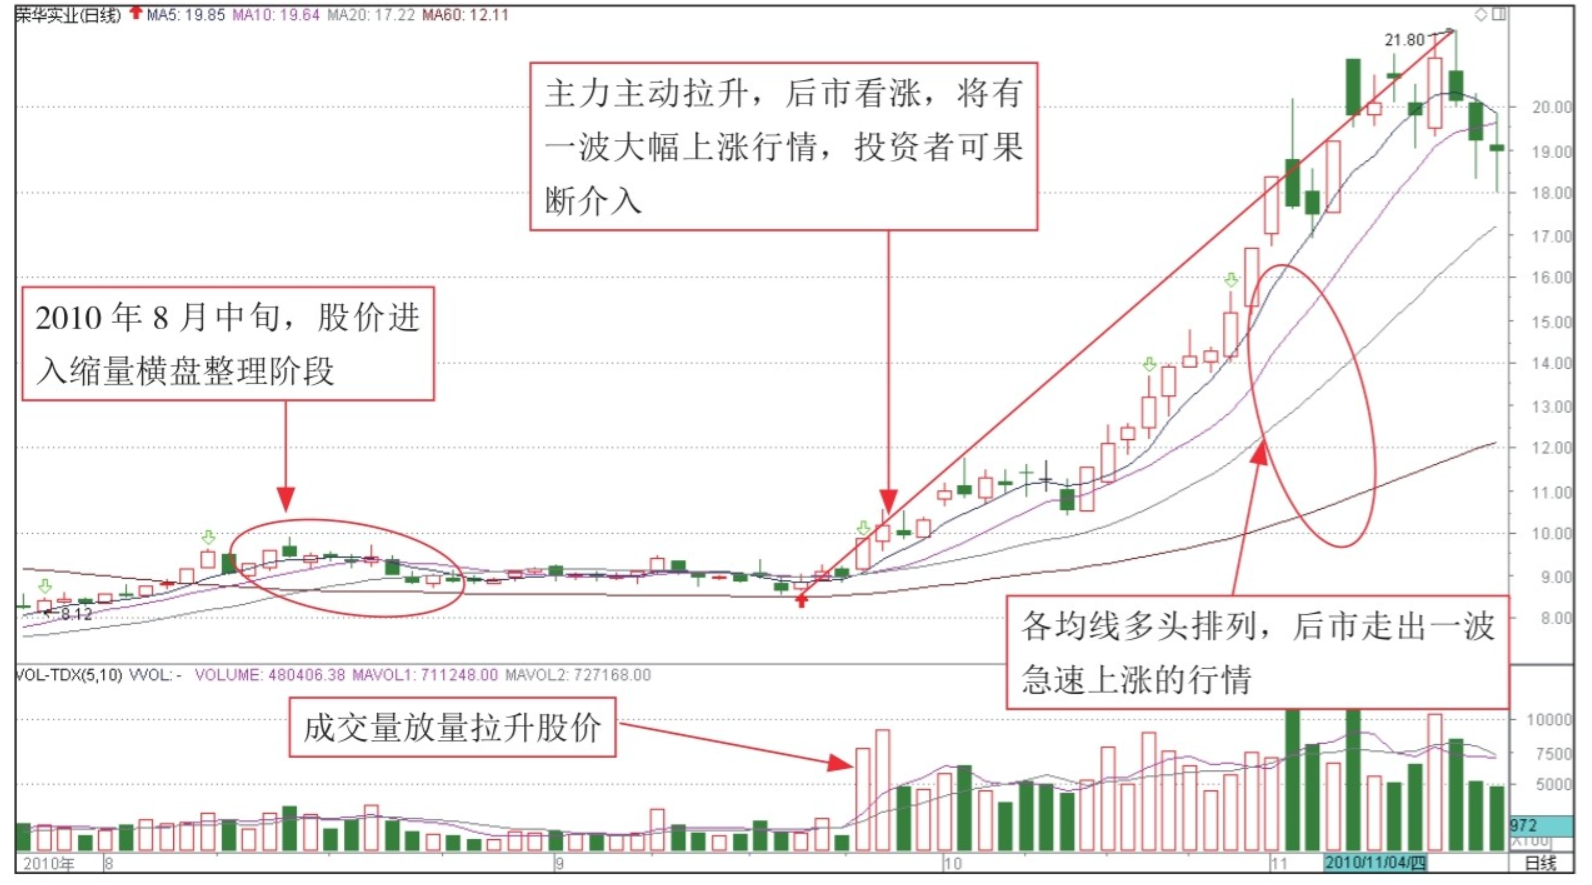 荣华实业(日线) MA5: 19.85 MA10: 19.64 MA20: 17.22 MA60: 12.11
21.80
主力主动拉升，后市看涨，将有
一波大幅上涨行情，投资者可果
断介入
2010 年 8 月中旬，股价进
入缩量横盘整理阶段
8.12
20.00
19.00
18.00
17.00
16.00
15.00
14.00
13.00
12.00
11.00
10.00
9.00
8.00
各均线多头排列，后市走出一波
急速上涨的行情
VOL-TDX(5,10) VVOL: - VOLUME: 480406.38 MAVOL1: 711248.00 MAVOL2: 727168.00
成交量放量拉升股价
10000
7500
5000
972
X100
2010年 8 9 10 11 2010/11/04/四 日线